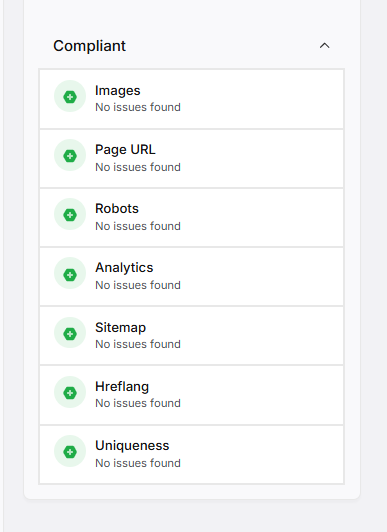 Compliant
Images
No issues found
Page URL
No issues found
Robots
No issues found
Analytics
No issues found
Sitemap
No issues found
Hreflang
No issues found
Uniqueness
No issues found